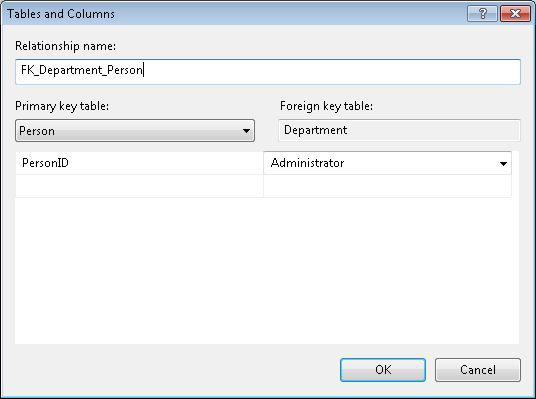 Tables and Columns
Relationship name:
FK_Department_Person
Primary key table:
Foreign key table:
Person
Department
PersonID
Administrator
OK
Cancel